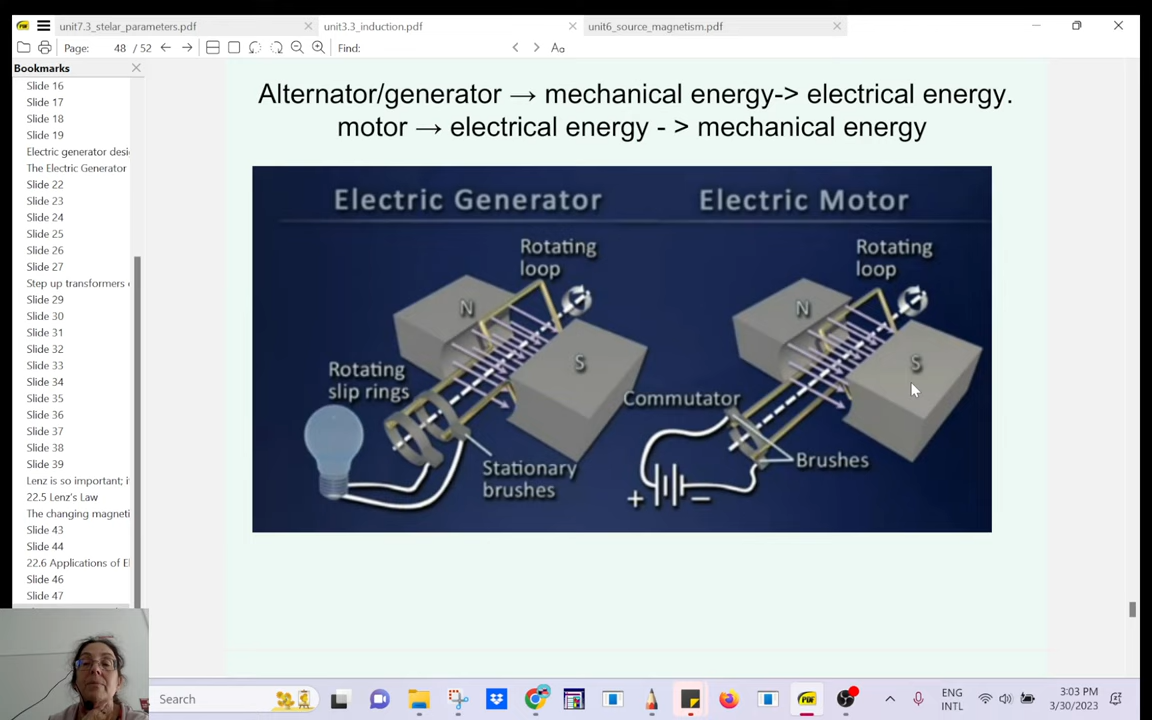 unit7.3_stelar_parameters.pdf
unit3.3_induction.pdf
unit6_source_magnetism.pdf
Page: 48 / 52
Find:
Aa
Bookmarks
Slide 16
Slide 17
Slide 18
Slide 19
Electric generator desi
The Electric Generator
Slide 22
Slide 23
Slide 24
Slide 25
Slide 26
Slide 27
Step up transformers
Slide 29
Slide 30
Slide 31
Slide 32
Slide 33
Slide 34
Slide 35
Slide 36
Slide 37
Slide 38
Slide 39
Lenz is so important; i
22.5 Lenz's Law
The changing magneti
Slide 43
Slide 44
22.6 Applications of El
Slide 46
Slide 47
Alternator/generator → mechanical energy-> electrical energy.
motor → electrical energy - > mechanical energy
Electric Generator
Rotating
loop
N
S
Rotating
slip rings
Stationary
brushes
Electric Motor
Rotating
loop
N
S
Commutator
Brushes
+ −
Search
ENG
INTL
3:03 PM
3/30/2023